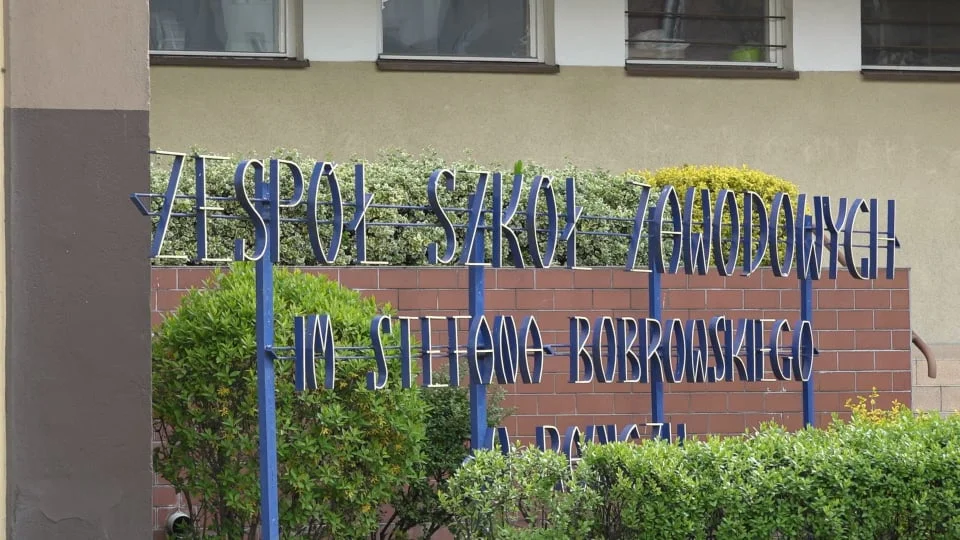 ZESPÓŁ SZKÓŁ ZAWODOWYCH
IM STEFANA BOBROWSKIEGO